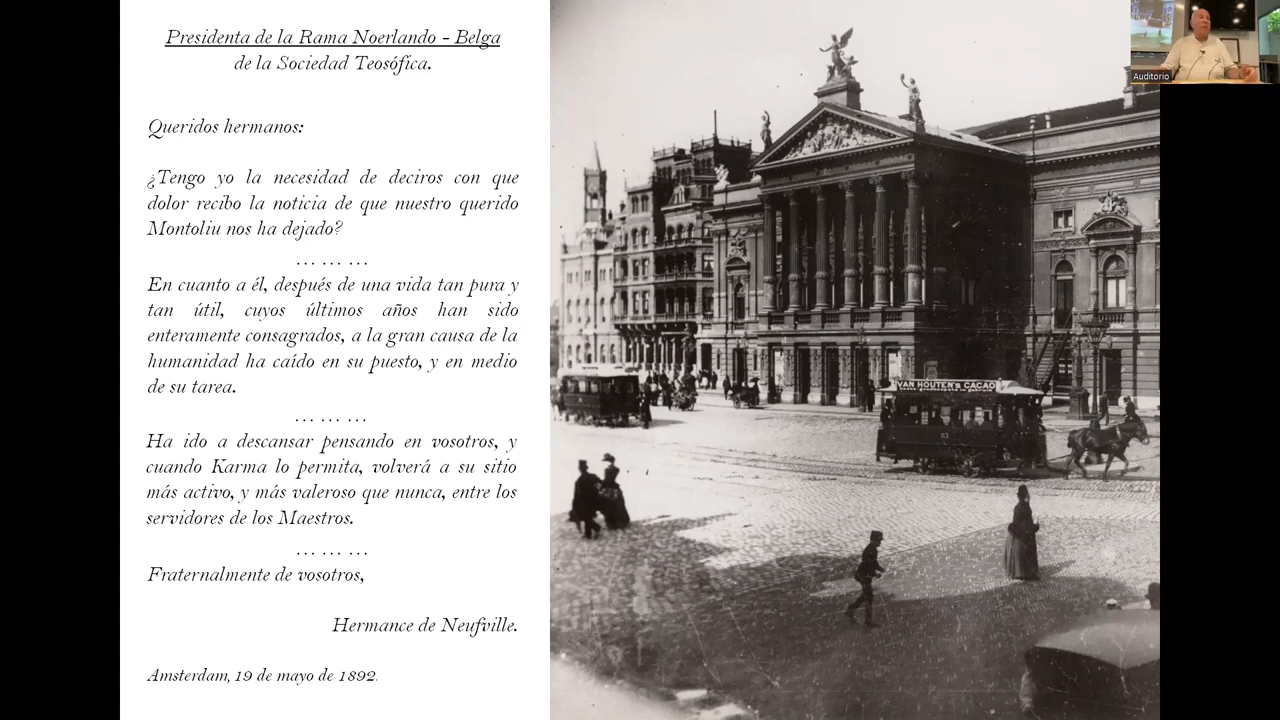 Presidenta de la Rama Noerlando - Belga
de la Sociedad Teosófica.
Queridos hermanos:
¿Tengo yo la necesidad de deciros con que
dolor recibo la noticia de que nuestro querido
Montoliu nos ha dejado?
... ... ...
En cuanto a él, después de una vida tan pura y
tan útil, cuyos últimos años han sido
enteramente consagrados, a la gran causa de la
humanidad ha caído en su puesto, y en medio
de su tarea.
... ... ...
Ha ido a descansar pensando en vosotros, y
cuando Karma lo permita, volverá a su sitio
más activo, y más valeroso que nunca, entre los
servidores de los Maestros.
... ... ...
Fraternalmente de vosotros,
Hermance de Neufville.
Amsterdam, 19 de mayo de 1892.
VAN HOUTEN'S CACAO
Auditorio